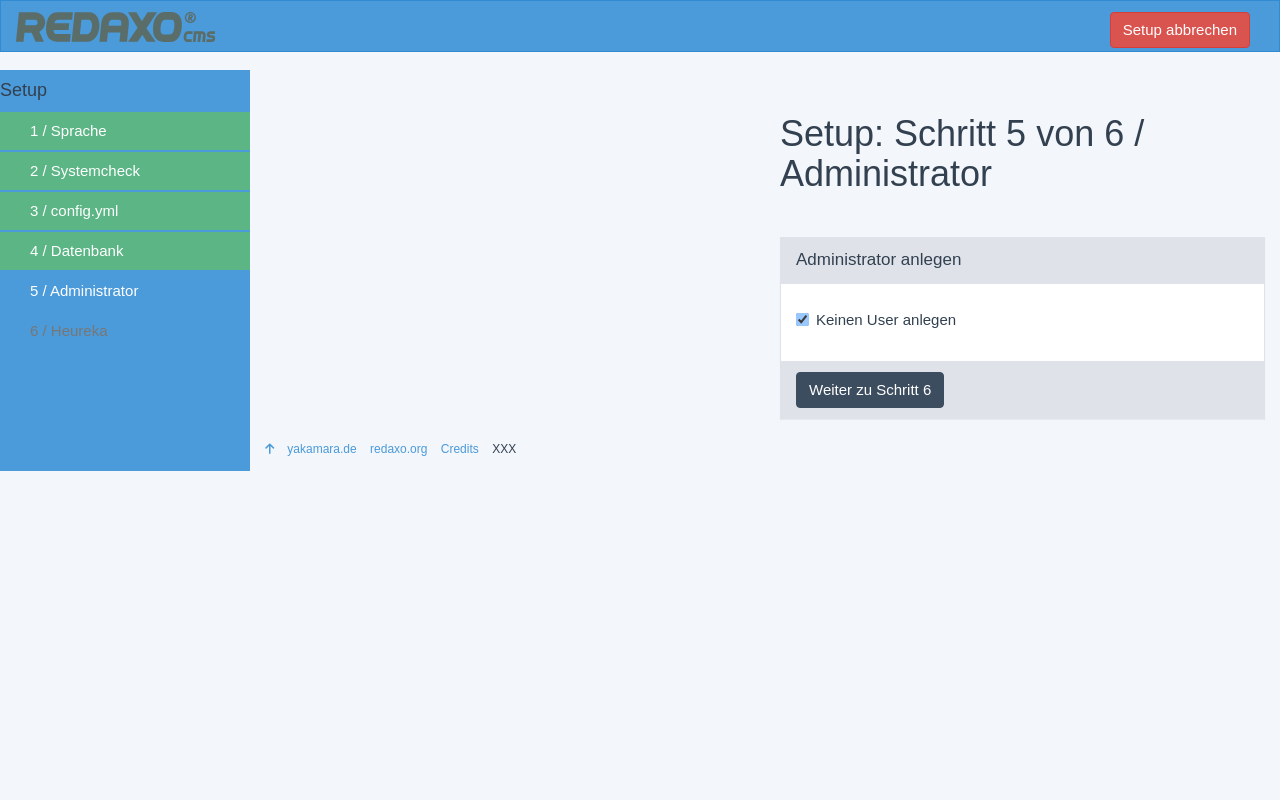 REDAXO® cms
Setup abbrechen
Setup
1 / Sprache
2 / Systemcheck
3 / config.yml
4 / Datenbank
5 / Administrator
6 / Heureka
Setup: Schritt 5 von 6 /
Administrator
Administrator anlegen
Keinen User anlegen
Weiter zu Schritt 6
yakamara.de redaxo.org Credits XXX